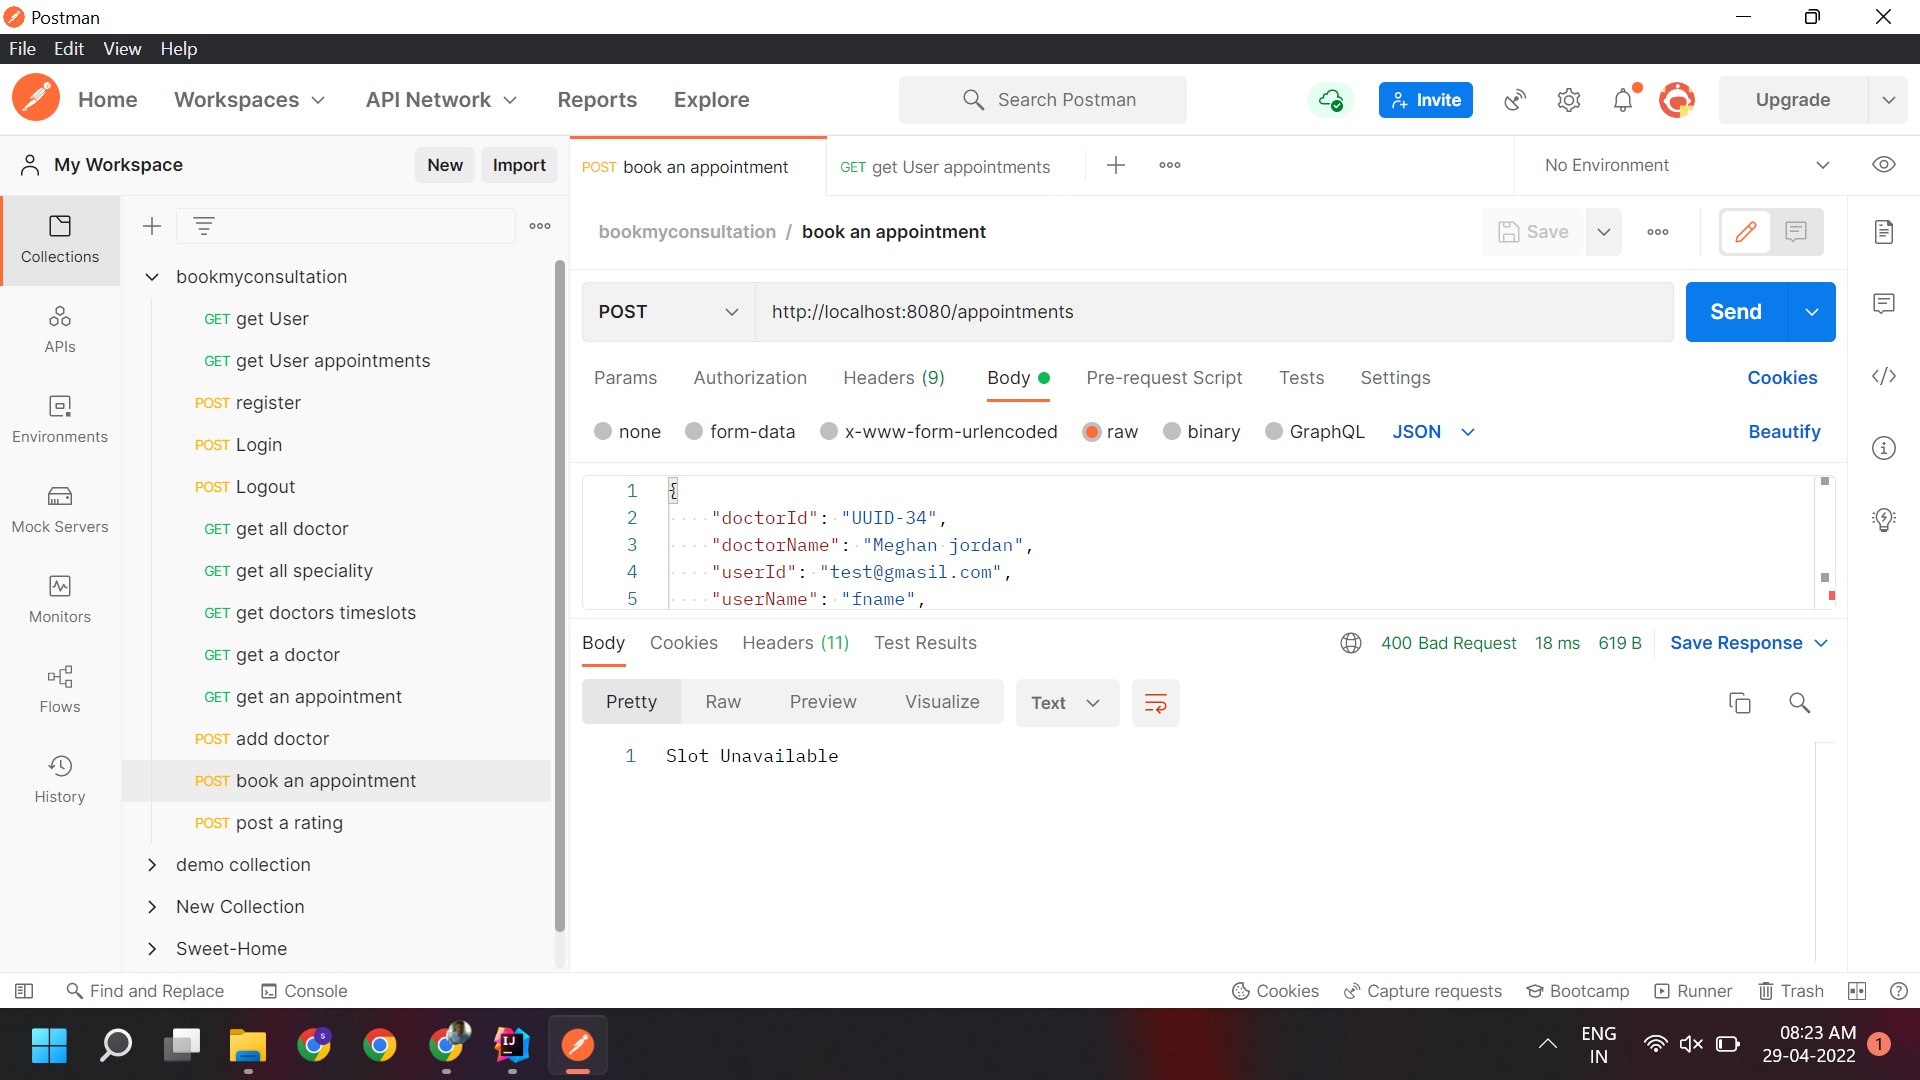 Postman
File Edit View Help
Home Workspaces API Network Reports Explore Search Postman Invite Upgrade
My Workspace New Import
POST book an appointment GET get User appointments No Environment
Collections
APIs
Environments
Mock Servers
Monitors
Flows
History
bookmyconsultation
GET get User
GET get User appointments
POST register
POST Login
POST Logout
GET get all doctor
GET get all speciality
GET get doctors timeslots
GET get a doctor
GET get an appointment
POST add doctor
POST book an appointment
POST post a rating
demo collection
New Collection
Sweet-Home
bookmyconsultation / book an appointment Save
POST http://localhost:8080/appointments Send
Params Authorization Headers (9) Body Pre-request Script Tests Settings Cookies
none form-data x-www-form-urlencoded raw binary GraphQL JSON Beautify
1 {
2 "doctorId": "UUID-34",
3 "doctorName": "Meghan jordan",
4 "userId": "test@gmasil.com",
5 "userName": "fname",
Body Cookies Headers (11) Test Results 400 Bad Request 18 ms 619 B Save Response
Pretty Raw Preview Visualize Text
1 Slot Unavailable
Find and Replace Console Cookies Capture requests Bootcamp Runner Trash
S IJ
ENG
IN
08:23 AM
29-04-2022
1